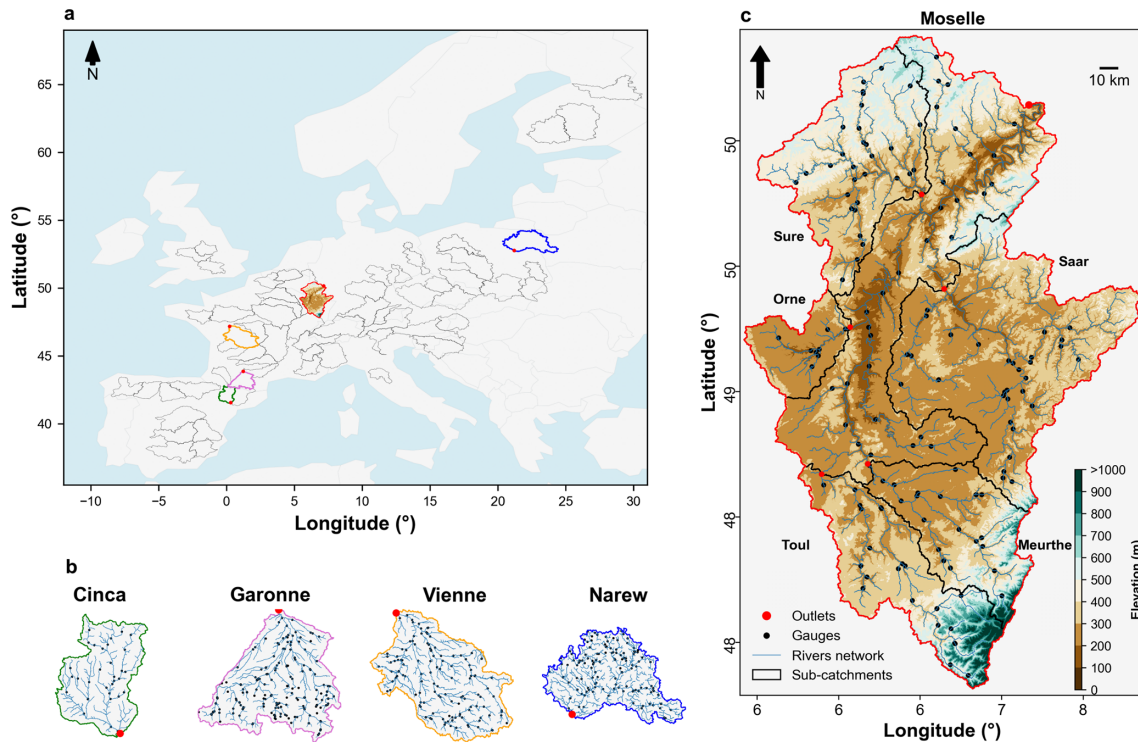 a
N
65
60
55
50
45
40
Latitude (°)
−10
−5
0
5
10
15
20
25
30
Longitude (°)
b
Cinca
Garonne
Vienne
Narew
c
Moselle
N
10 km
50
50
49
48
48
Latitude (°)
Sure
Saar
Orne
Toul
Meurthe
>1000
900
800
700
600
500
400
300
200
100
0
Elevation (m)
Outlets
Gauges
Rivers network
Sub-catchments
6
6
6
7
8
Longitude (°)